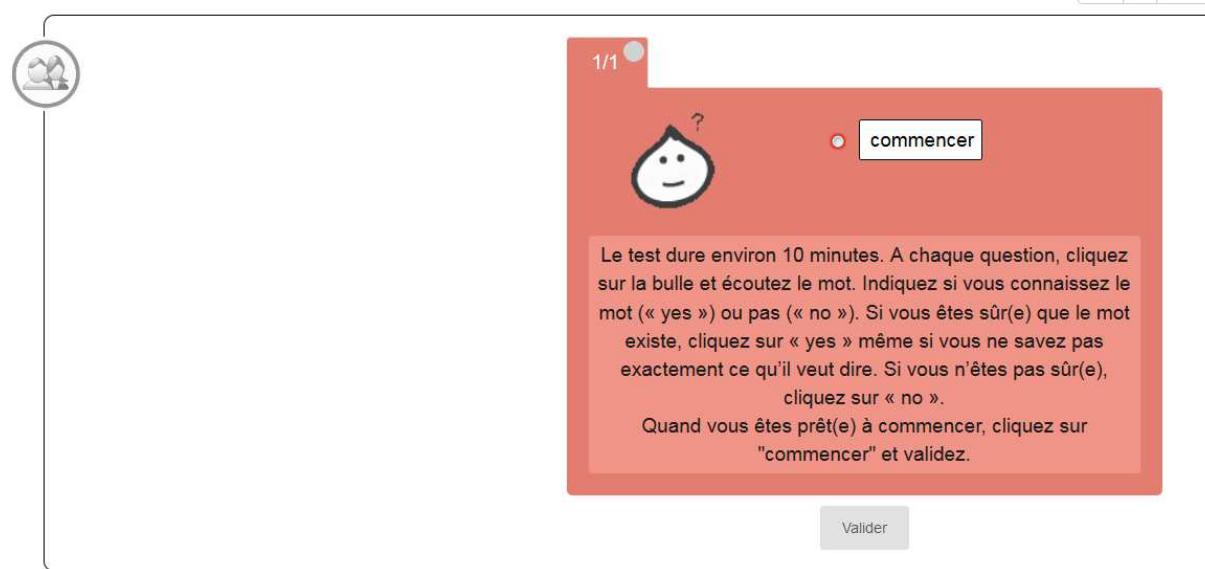 1/1
?
commencer
Le test dure environ 10 minutes. A chaque question, cliquez
sur la bulle et écoutez le mot. Indiquez si vous connaissez le
mot (« yes ») ou pas (« no »). Si vous êtes sûr(e) que le mot
existe, cliquez sur « yes » même si vous ne savez pas
exactement ce qu'il veut dire. Si vous n'êtes pas sûr(e),
cliquez sur « no ».
Quand vous êtes prêt(e) à commencer, cliquez sur
"commencer" et validez.
Valider